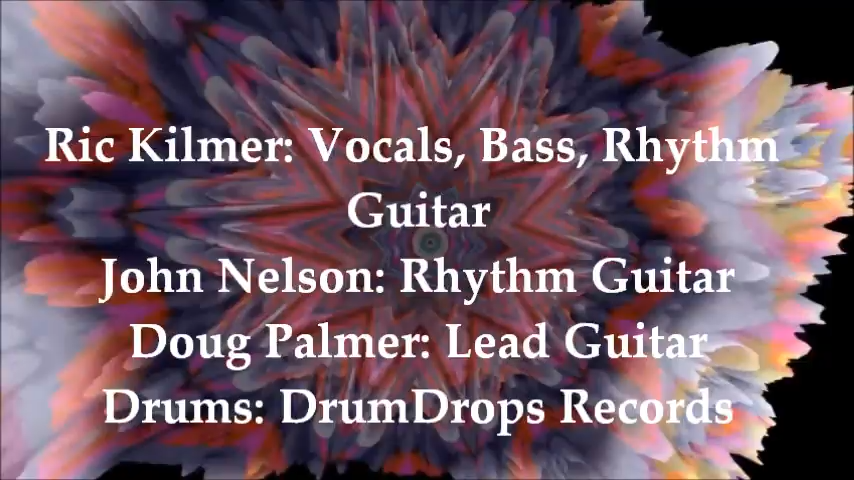 Ric Kilmer: Vocals, Bass, Rhythm
Guitar
John Nelson: Rhythm Guitar
Doug Palmer: Lead Guitar
Drums: DrumDrops Records